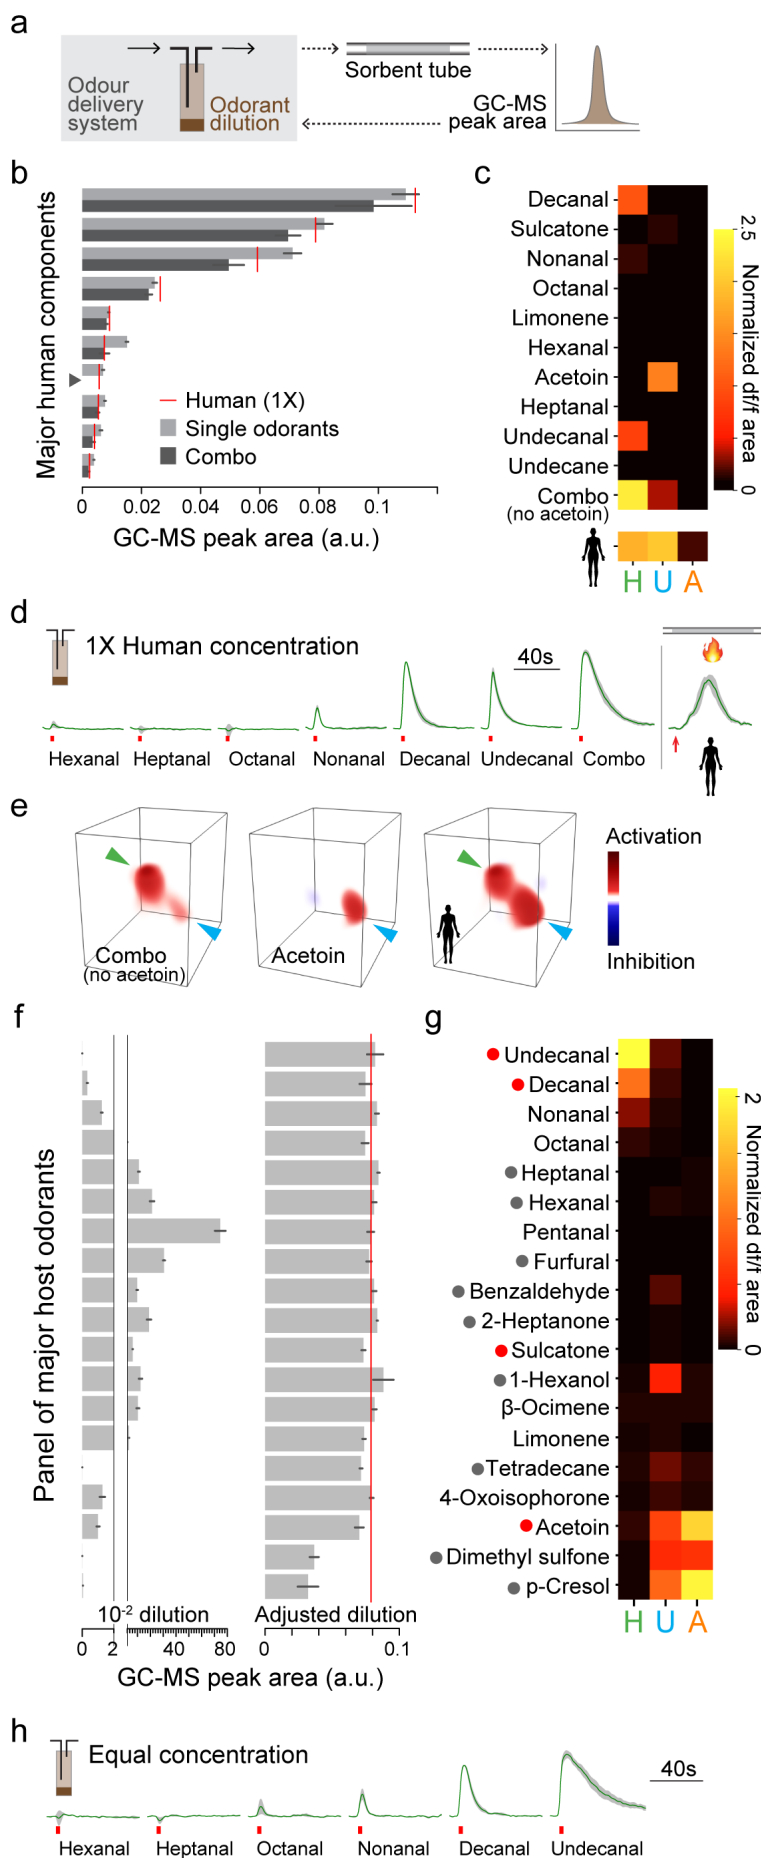 a
Odour
delivery
system
Odorant
dilution
Sorbent tube
GC-MS
peak area
b
Major human components
Human (1X)
Single odorants
Combo
0 0.02 0.04 0.06 0.08 0.1
GC-MS peak area (a.u.)
c
Decanal
Sulcatone
Nonanal
Octanal
Limonene
Hexanal
Acetoin
Heptanal
Undecanal
Undecane
Combo
(no acetoin)
H U A
2.5
Normalized df/f area
0
d
1X Human concentration
40s
Hexanal Heptanal Octanal Nonanal Decanal Undecanal Combo
e
Combo
(no acetoin)
Acetoin
Activation
Inhibition
f
Panel of major host odorants
10-2 dilution
Adjusted dilution
0 2 40 80
0 0.1
GC-MS peak area (a.u.)
g
Undecanal
Decanal
Nonanal
Octanal
Heptanal
Hexanal
Pentanal
Furfural
Benzaldehyde
2-Heptanone
Sulcatone
1-Hexanol
β-Ocimene
Limonene
Tetradecane
4-Oxoisophorone
Acetoin
Dimethyl sulfone
p-Cresol
H U A
2
Normalized df/f area
0
h
Equal concentration
40s
Hexanal Heptanal Octanal Nonanal Decanal Undecanal